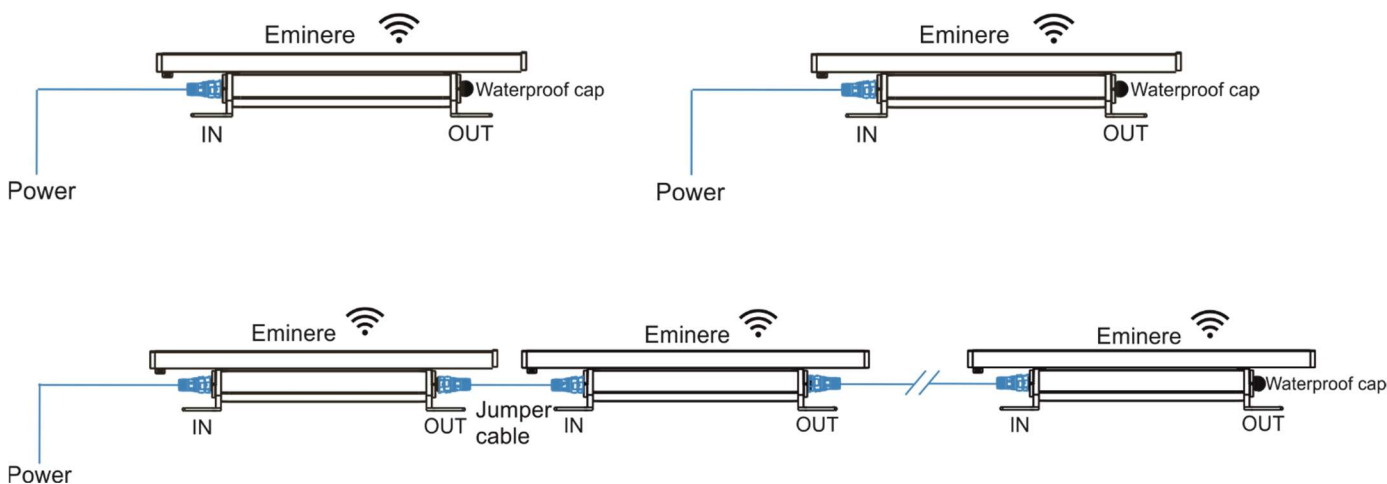 Eminere
Waterproof cap
IN
OUT
Power
Eminere
Waterproof cap
IN
OUT
Power
Eminere
Eminere
Eminere
Waterproof cap
IN
OUT
Jumper
cable
IN
OUT
IN
OUT
Power